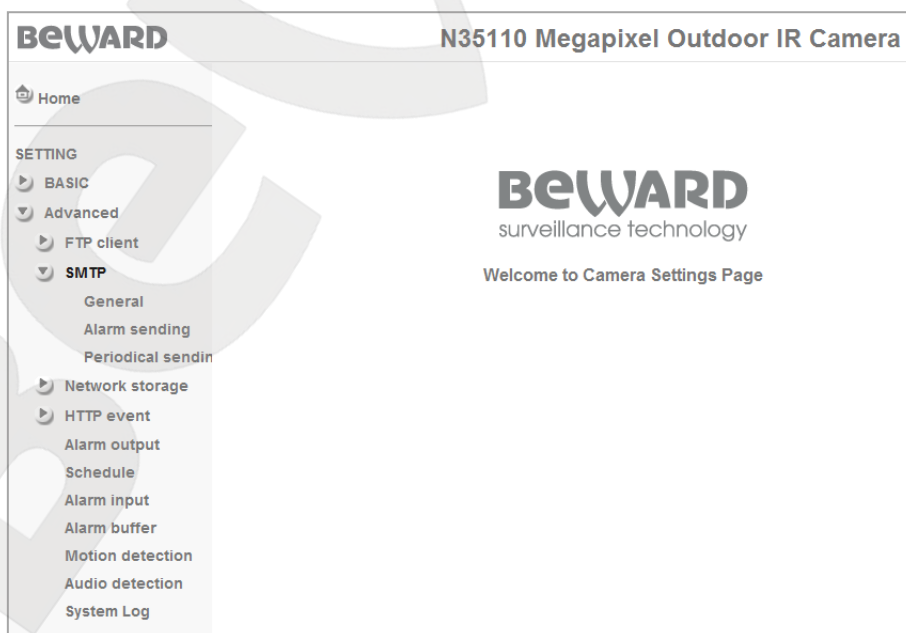 BEWARD
N35110 Megapixel Outdoor IR Camera
Home
SETTING
BASIC
Advanced
FTP client
SMTP
General
Alarm sending
Periodical sendin
Network storage
HTTP event
Alarm output
Schedule
Alarm input
Alarm buffer
Motion detection
Audio detection
System Log
BEWARD
surveillance technology
Welcome to Camera Settings Page